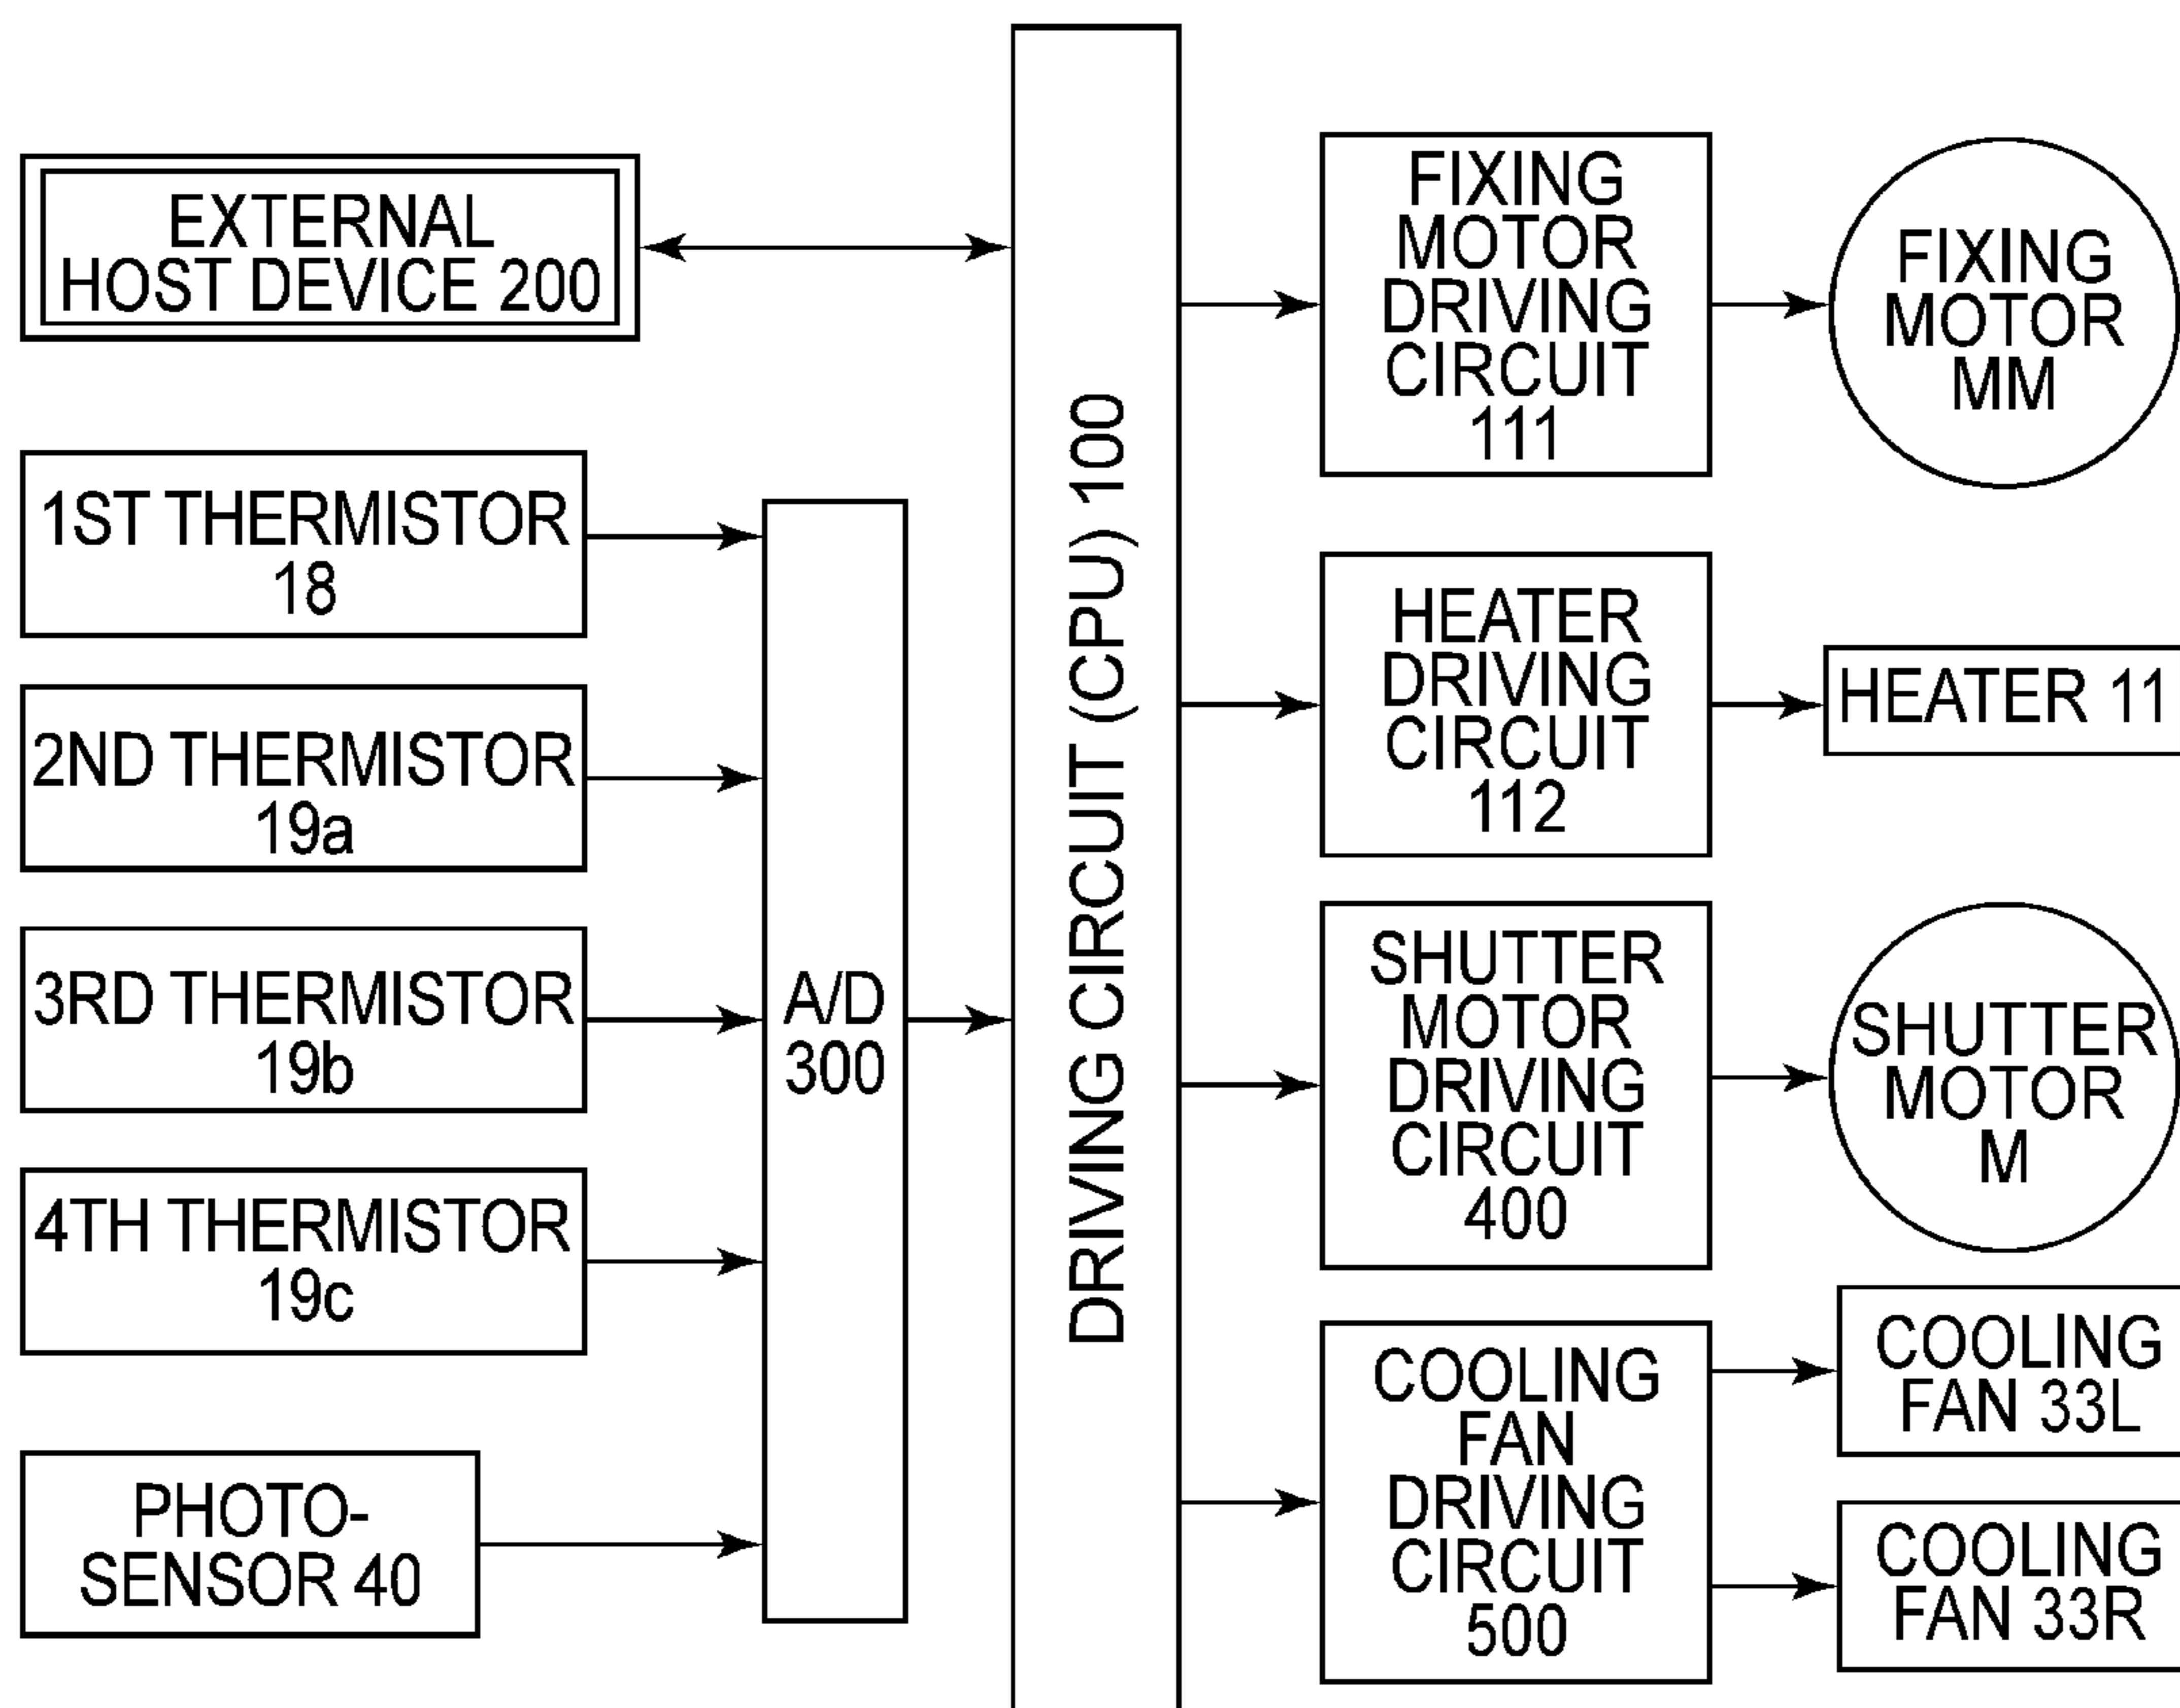 EXTERNAL
HOST DEVICE 200
1ST THERMISTOR
18
2ND THERMISTOR
19a
3RD THERMISTOR
19b
4TH THERMISTOR
19c
PHOTO-
SENSOR 40
A/D
300
DRIVING CIRCUIT (CPU) 100
FIXING
MOTOR
DRIVING
CIRCUIT
111
HEATER
DRIVING
CIRCUIT
112
SHUTTER
MOTOR
DRIVING
CIRCUIT
400
COOLING
FAN
DRIVING
CIRCUIT
500
FIXING
MOTOR
MM
HEATER 11
SHUTTER
MOTOR
M
COOLING
FAN 33L
COOLING
FAN 33R